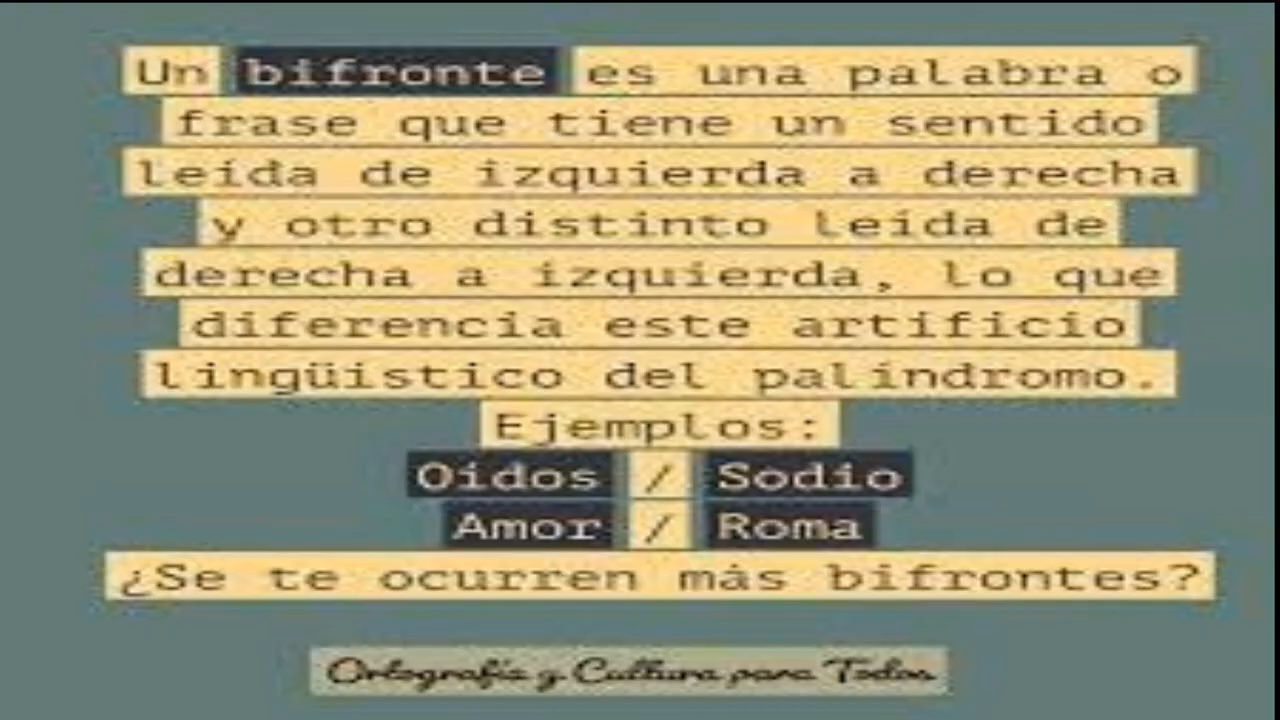 Un bifronte es una palabra o
frase que tiene un sentido
leída de izquierda a derecha
y otro distinto leída de
derecha a izquierda, lo que
diferencia este artificio
lingüístico del palíndromo.
Ejemplos:
Oídos / Sodio
Amor / Roma
¿Se te ocurren más bifrontes?
Ortografía y Cultura para Todos